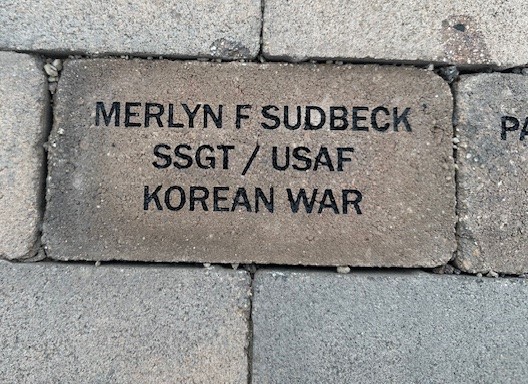 MERLYN F SUDBECK
SSGT / USAF
KOREAN WAR